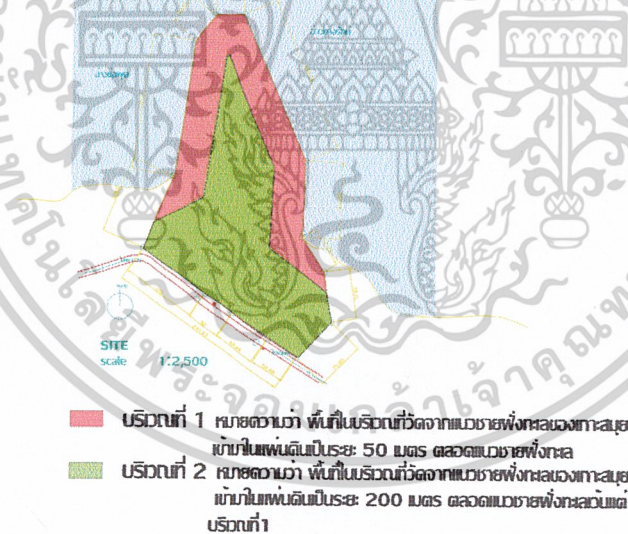 SITE
scale 1:2,500
บริเวณที่ 1 หมายความว่า พื้นที่ในบริเวณที่วัดจากแนวชายฝั่งทะเลของเกาะสมุย
เข้ามาในแผ่นดินเป็นระยะ 50 เมตร ตลอดแนวชายฝั่งทะเล
บริเวณที่ 2 หมายความว่า พื้นที่ในบริเวณที่วัดจากแนวชายฝั่งทะเลของเกาะสมุย
เข้ามาในแผ่นดินเป็นระยะ 200 เมตร ตลอดแนวชายฝั่งทะเลเว้นแต่
บริเวณที่1